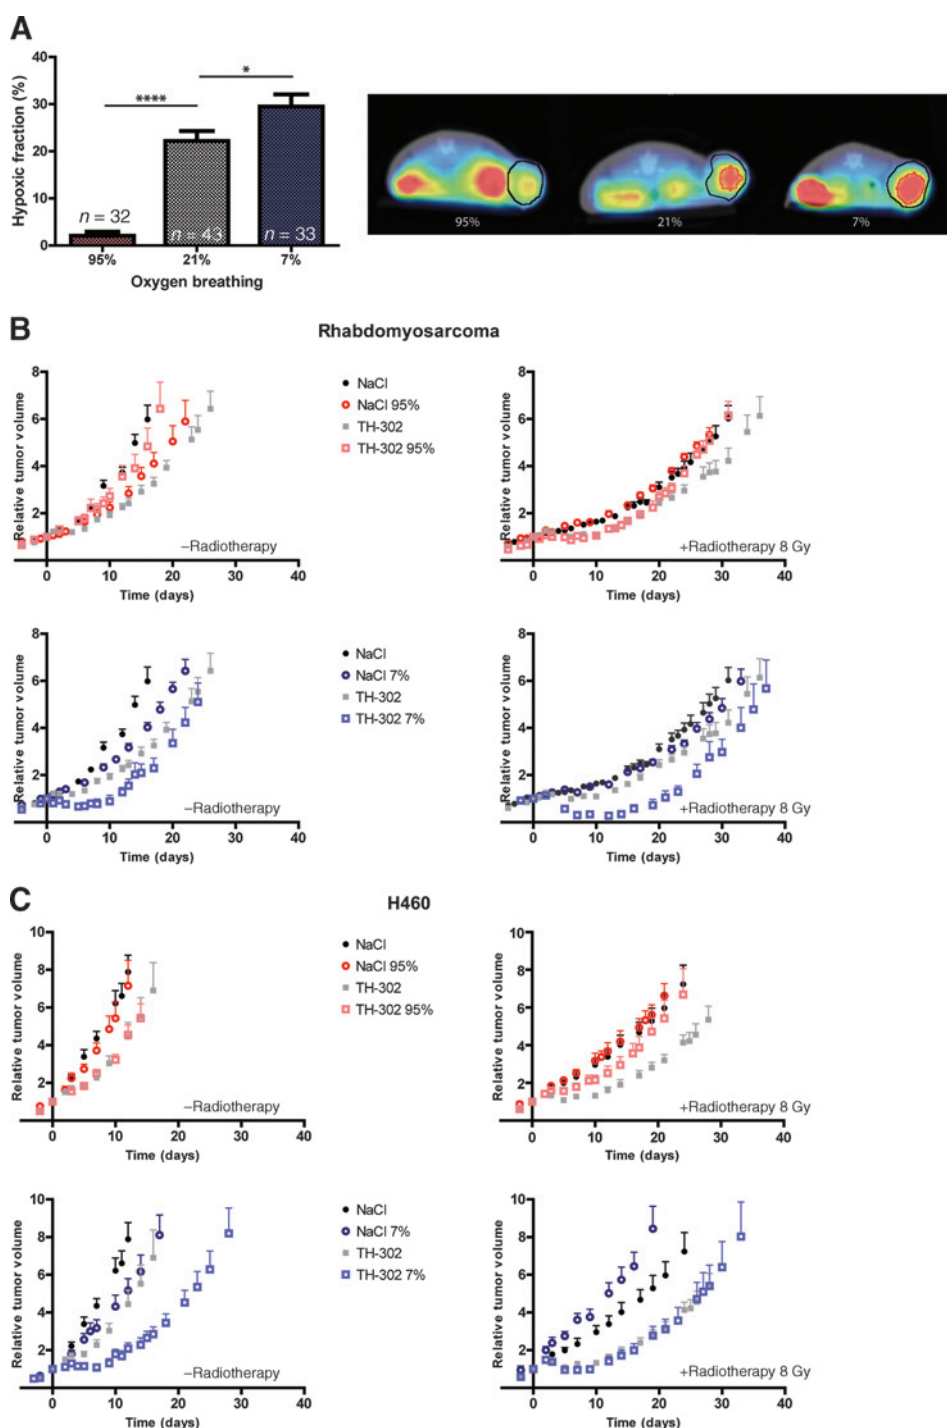 A
Hypoxic fraction (%)
40
30
20
10
0
****
*
n = 32
n = 43
n = 33
95%
21%
7%
Oxygen breathing
95%
21%
7%
B
Rhabdomyosarcoma
Relative tumor volume
8
6
4
2
0
10
20
30
40
Time (days)
–Radiotherapy
NaCl
NaCl 95%
TH-302
TH-302 95%
Relative tumor volume
8
6
4
2
0
10
20
30
40
Time (days)
+Radiotherapy 8 Gy
Relative tumor volume
8
6
4
2
0
10
20
30
40
Time (days)
–Radiotherapy
NaCl
NaCl 7%
TH-302
TH-302 7%
Relative tumor volume
8
6
4
2
0
10
20
30
40
Time (days)
+Radiotherapy 8 Gy
C
H460
Relative tumor volume
10
8
6
4
2
0
10
20
30
40
Time (days)
–Radiotherapy
NaCl
NaCl 95%
TH-302
TH-302 95%
Relative tumor volume
10
8
6
4
2
0
10
20
30
40
Time (days)
+Radiotherapy 8 Gy
Relative tumor volume
10
8
6
4
2
0
10
20
30
40
Time (days)
–Radiotherapy
NaCl
NaCl 7%
TH-302
TH-302 7%
Relative tumor volume
10
8
6
4
2
0
10
20
30
40
Time (days)
+Radiotherapy 8 Gy